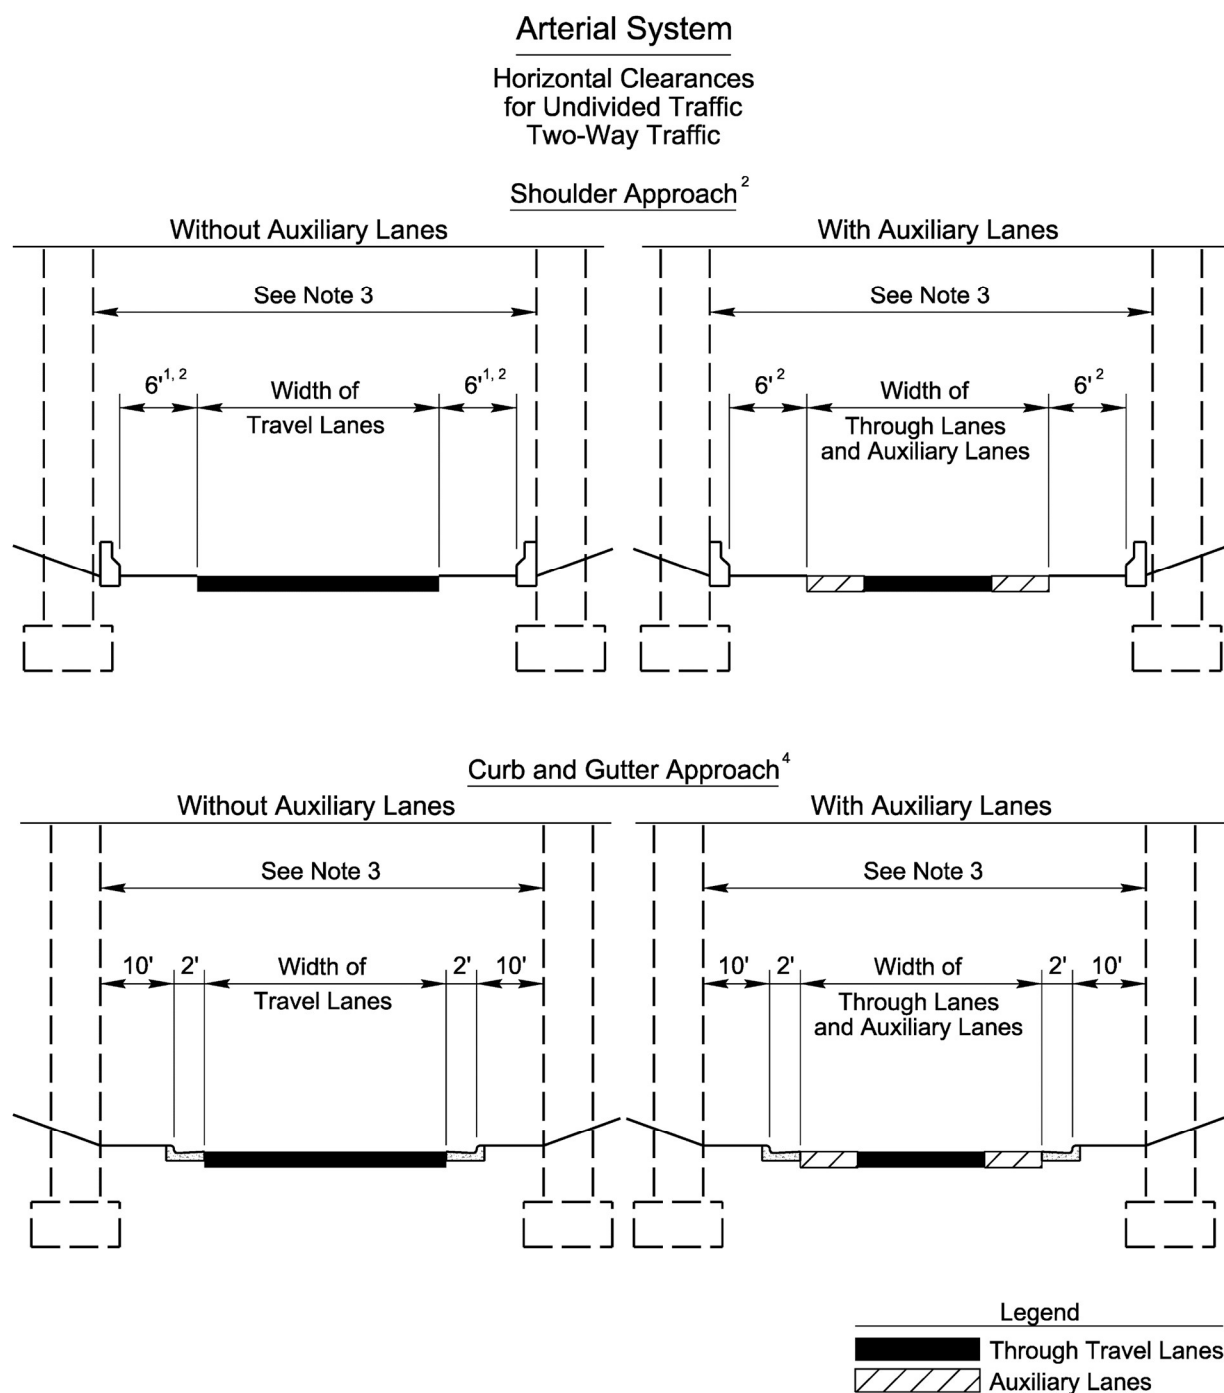 Arterial System
Horizontal Clearances
for Undivided Traffic
Two-Way Traffic
Shoulder Approach 2
Without Auxiliary Lanes
See Note 3
6' 1, 2
Width of
Travel Lanes
6' 1, 2
With Auxiliary Lanes
See Note 3
6' 2
Width of
Through Lanes
and Auxiliary Lanes
6' 2
Curb and Gutter Approach 4
Without Auxiliary Lanes
See Note 3
10'
2'
Width of
Travel Lanes
2'
10'
With Auxiliary Lanes
See Note 3
10'
2'
Width of
Through Lanes
and Auxiliary Lanes
2'
10'
Legend
Through Travel Lanes
Auxiliary Lanes